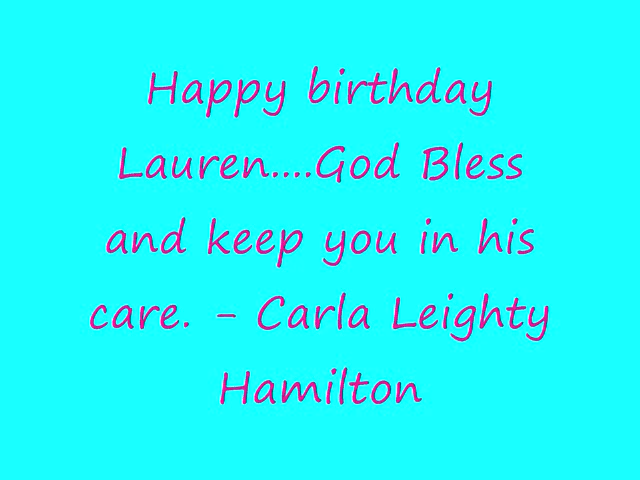 Happy birthday
Lauren....God Bless
and keep you in his
care. - Carla Leighty
Hamilton